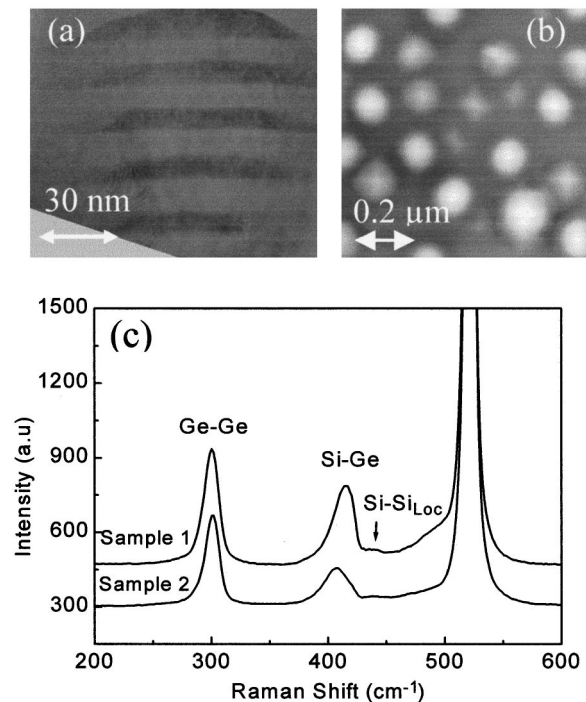 (a)
30 nm
(b)
0.2 µm
(c)
1500
1200
900
600
300
Intensity (a.u)
Ge-Ge
Si-Ge
Si-Si_Loc
Sample 1
Sample 2
200 300 400 500 600
Raman Shift (cm⁻¹)